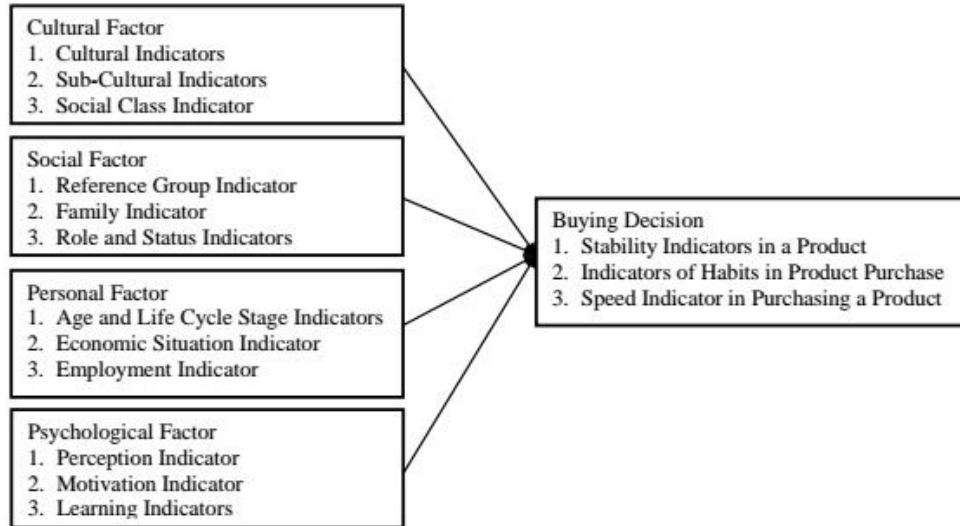 Cultural Factor
1. Cultural Indicators
2. Sub-Cultural Indicators
3. Social Class Indicator
Social Factor
1. Reference Group Indicator
2. Family Indicator
3. Role and Status Indicators
Personal Factor
1. Age and Life Cycle Stage Indicators
2. Economic Situation Indicator
3. Employment Indicator
Psychological Factor
1. Perception Indicator
2. Motivation Indicator
3. Learning Indicators
Buying Decision
1. Stability Indicators in a Product
2. Indicators of Habits in Product Purchase
3. Speed Indicator in Purchasing a Product